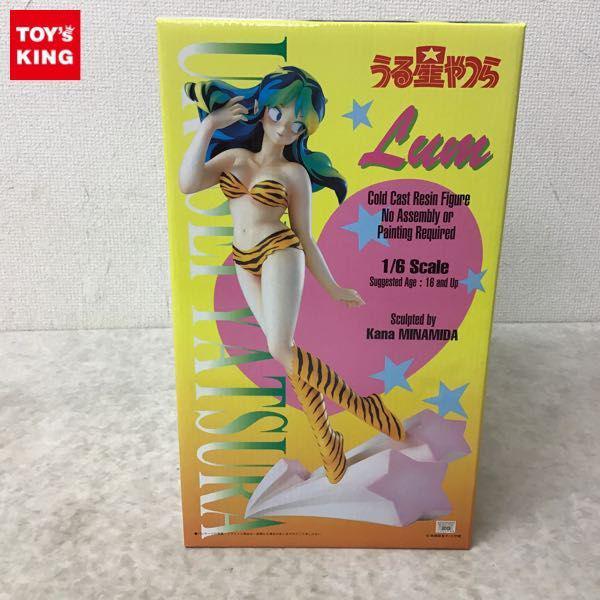 TOY's
KING
URUSEI YATSURA
うる星やつら
Lum
Cold Cast Resin Figure
No Assembly or
Painting Required
1/6 Scale
Suggested Age : 16 and Up
Sculpted by
Kana MINAMIDA